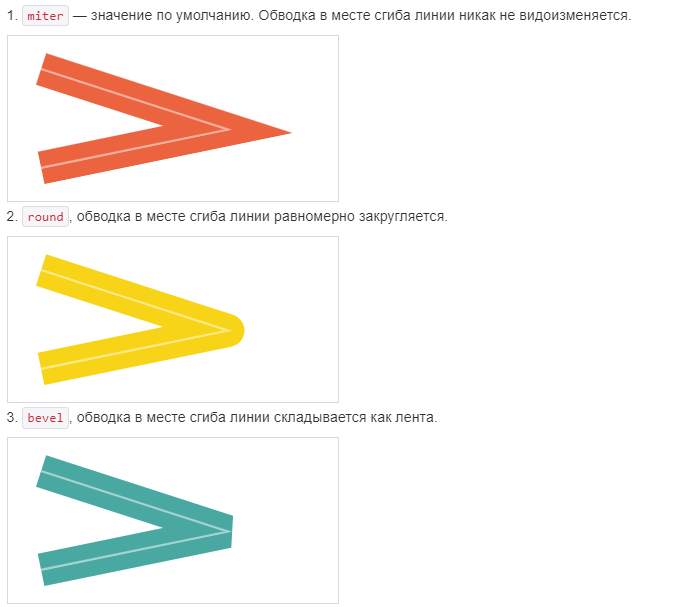 1. miter — значение по умолчанию. Обводка в месте сгиба линии никак не видоизменяется.
2. round, обводка в месте сгиба линии равномерно закругляется.
3. bevel, обводка в месте сгиба линии складывается как лента.